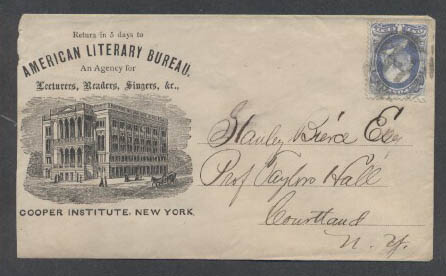 Return in 5 days to
AMERICAN LITERARY BUREAU.
An Agency for
Lecturers, Readers, Singers, &c.,
COOPER INSTITUTE, NEW YORK.
Stanley Pierce Esq
Prof Taylors Hall
Courtland
N. Y.